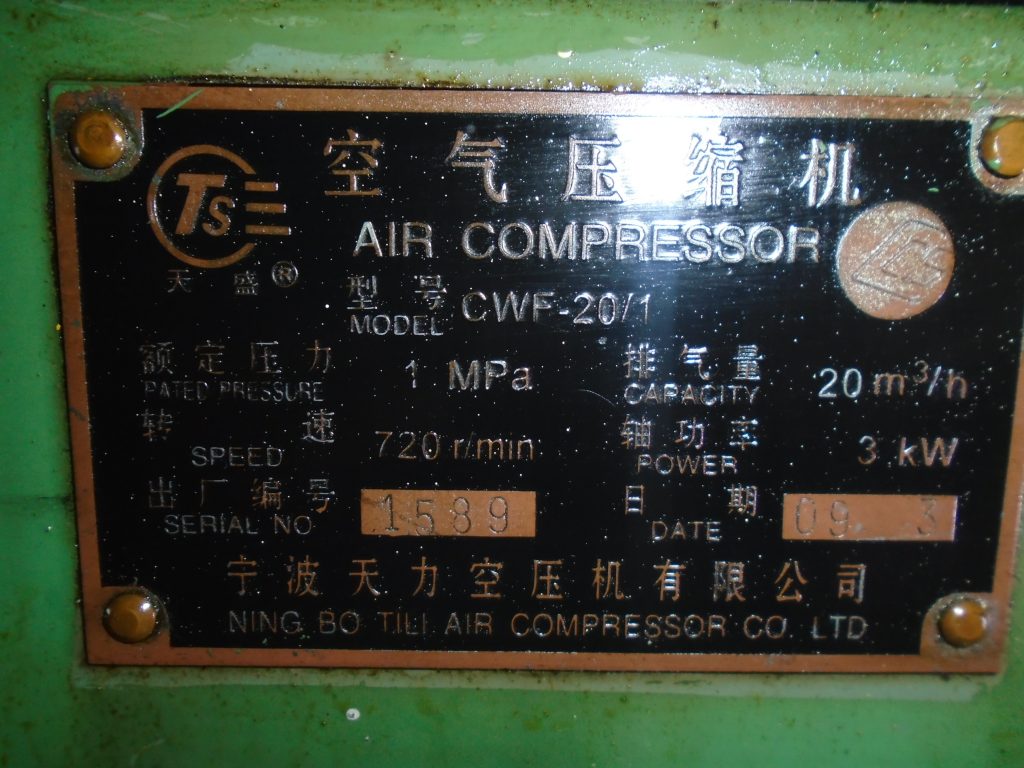 空气压缩机
TS
天盛®
AIR COMPRESSOR
型号 CWF-20/1
MODEL
额定压力 1 MPa 排气量 20 m³/h
RATED PRESSURE CAPACITY
转速 720 r/min 轴功率 3 kW
SPEED POWER
出厂编号 1589 日期 09 3
SERIAL NO DATE
宁波天力空压机有限公司
NING BO TILI AIR COMPRESSOR CO LTD